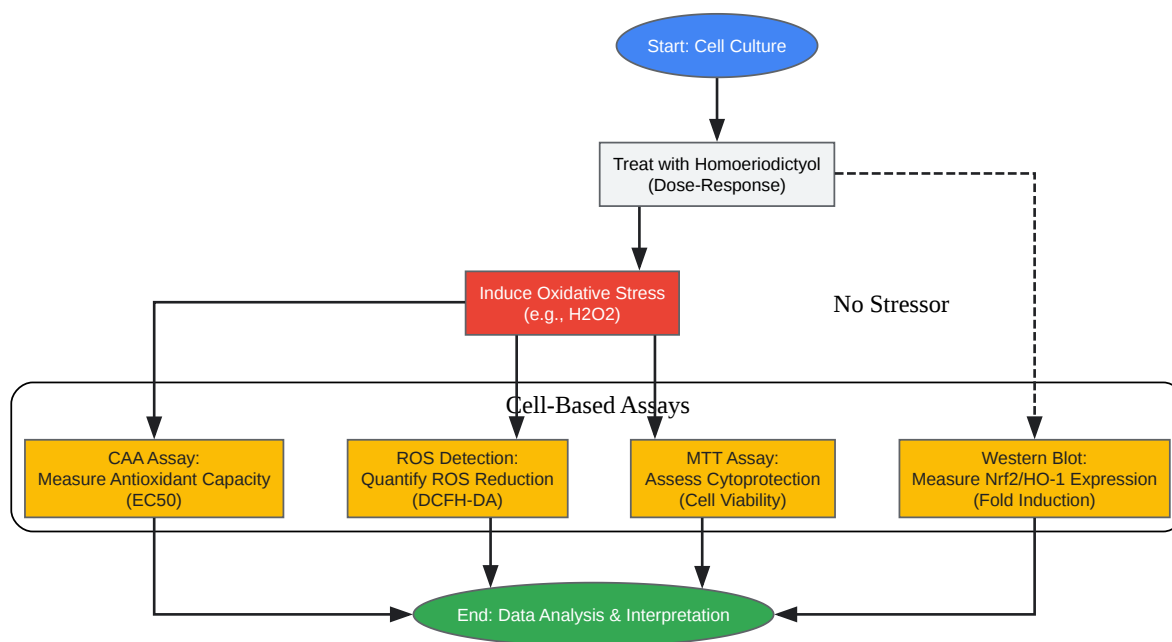 Start: Cell Culture
Treat with Homoeriodictyol
(Dose-Response)
Induce Oxidative Stress
(e.g., H2O2)
No Stressor
Cell-Based Assays
CAA Assay:
Measure Antioxidant Capacity
(EC50)
ROS Detection:
Quantify ROS Reduction
(DCFH-DA)
MTT Assay:
Assess Cytoprotection
(Cell Viability)
Western Blot:
Measure Nrf2/HO-1 Expression
(Fold Induction)
End: Data Analysis & Interpretation